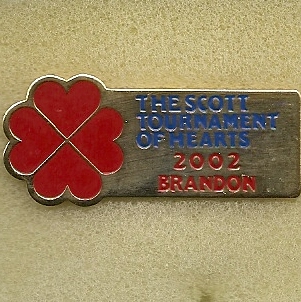 THE SCOTT
TOURNAMENT
OF HEARTS
2002
BRANDON